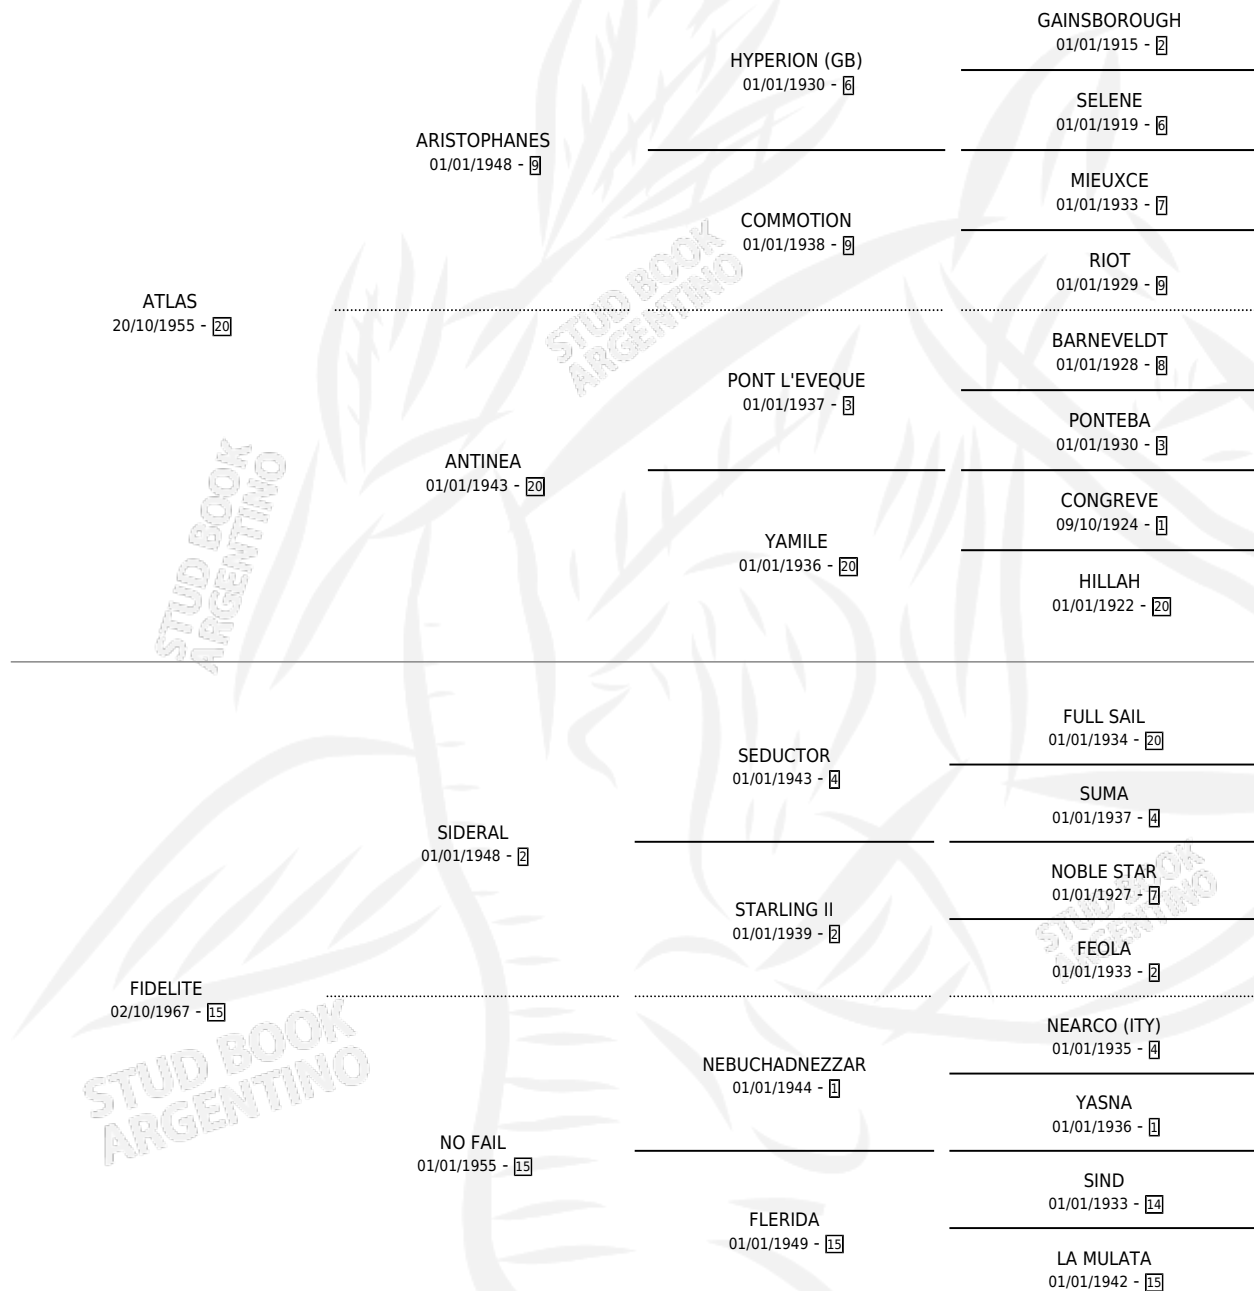 GAINSBOROUGH
01/01/1915 - 2
HYPERION (GB)
01/01/1930 - 6
SELENE
01/01/1919 - 6
ARISTOPHANES
01/01/1948 - 9
MIEUXCE
01/01/1933 - 7
COMMOTION
01/01/1938 - 9
RIOT
01/01/1929 - 9
ATLAS
20/10/1955 - 20
STUD BOOK
ARGENTINO
BARNEVELDT
01/01/1928 - 8
PONT L'EVEQUE
01/01/1937 - 3
PONTEBA
01/01/1930 - 3
ANTINEA
01/01/1943 - 20
CONGREVE
09/10/1924 - 1
YAMILE
01/01/1936 - 20
HILLAH
01/01/1922 - 20
STUD BOOK
ARGENTINO
FULL SAIL
01/01/1934 - 20
SEDUCTOR
01/01/1943 - 4
SUMA
01/01/1937 - 4
SIDERAL
01/01/1948 - 2
NOBLE STAR
01/01/1927 - 7
STARLING II
01/01/1939 - 2
FEOLA
01/01/1933 - 2
STUD BOOK
ARGENTINO
FIDELITE
02/10/1967 - 15
STUD BOOK
ARGENTINO
NEARCO (ITY)
01/01/1935 - 4
NEBUCHADNEZZAR
01/01/1944 - 1
YASNA
01/01/1936 - 1
NO FAIL
01/01/1955 - 15
SIND
01/01/1933 - 14
FLERIDA
01/01/1949 - 15
LA MULATA
01/01/1942 - 15